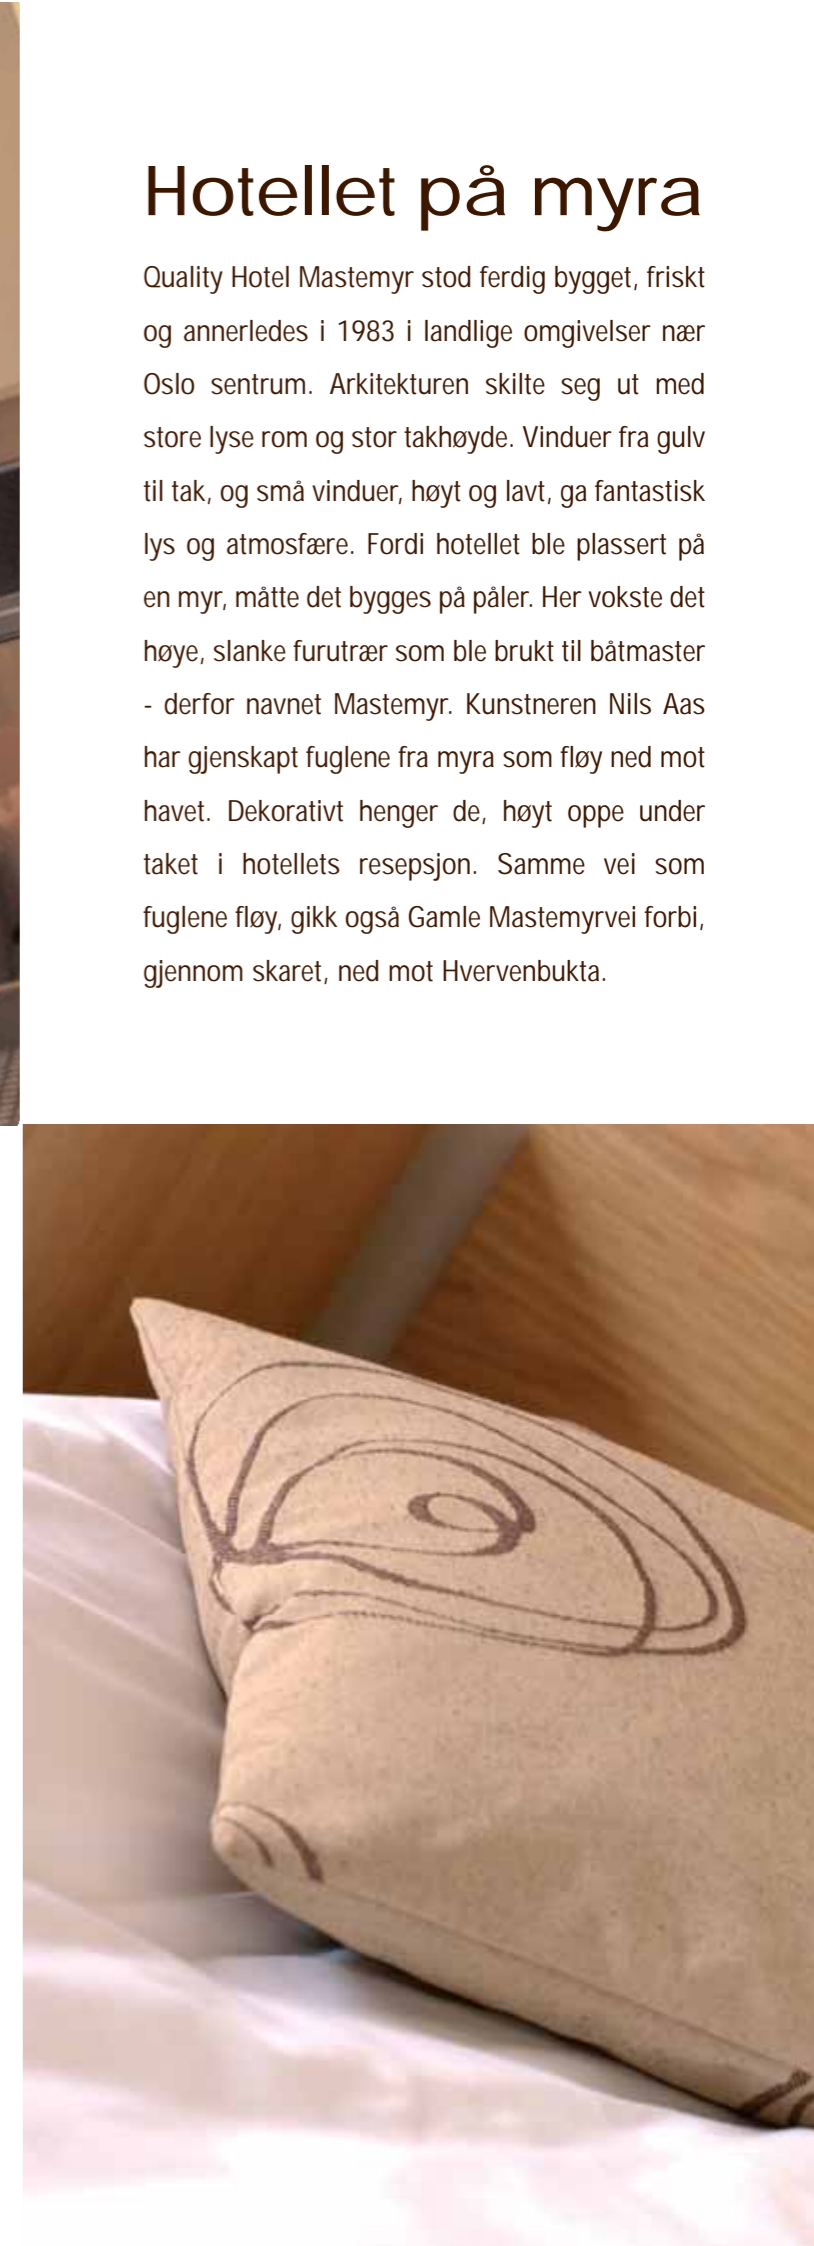 Hotellet på myra
Quality Hotel Mastemyr stod ferdig bygget, friskt
og annerledes i 1983 i landlige omgivelser nær
Oslo sentrum. Arkitekturen skilte seg ut med
store lyse rom og stor takhøyde. Vinduer fra gulv
til tak, og små vinduer, høyt og lavt, ga fantastisk
lys og atmosfære. Fordi hotellet ble plassert på
en myr, måtte det bygges på påler. Her vokste det
høye, slanke furutrær som ble brukt til båtmaster
- derfor navnet Mastemyr. Kunstneren Nils Aas
har gjenskapt fuglene fra myra som fløy ned mot
havet. Dekorativt henger de, høyt oppe under
taket i hotellets resepsjon. Samme vei som
fuglene fløy, gikk også Gamle Mastemyrvei forbi,
gjennom skaret, ned mot Hvervenbukta.